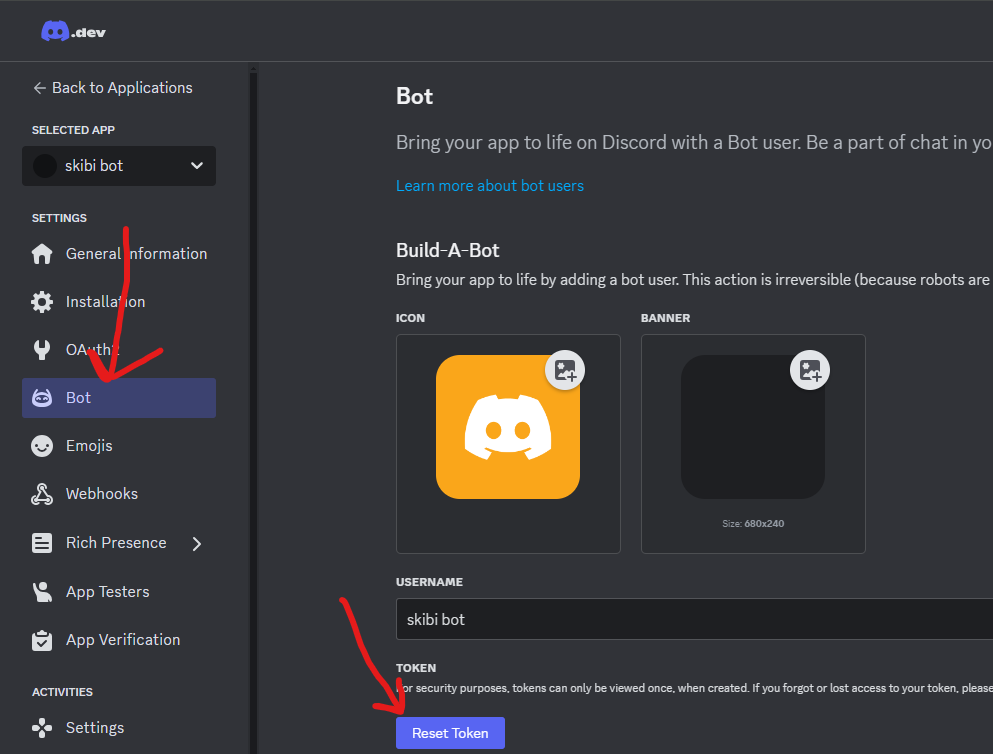 .dev
Back to Applications
SELECTED APP
skibi bot
SETTINGS
General Information
Installation
OAuth2
Bot
Emojis
Webhooks
Rich Presence
App Testers
App Verification
ACTIVITIES
Settings
Bot
Bring your app to life on Discord with a Bot user. Be a part of chat in yo
Learn more about bot users
Build-A-Bot
Bring your app to life by adding a bot user. This action is irreversible (because robots are
ICON
BANNER
Size: 680x240
USERNAME
skibi bot
TOKEN
For security purposes, tokens can only be viewed once, when created. If you forgot or lost access to your token, please
Reset Token